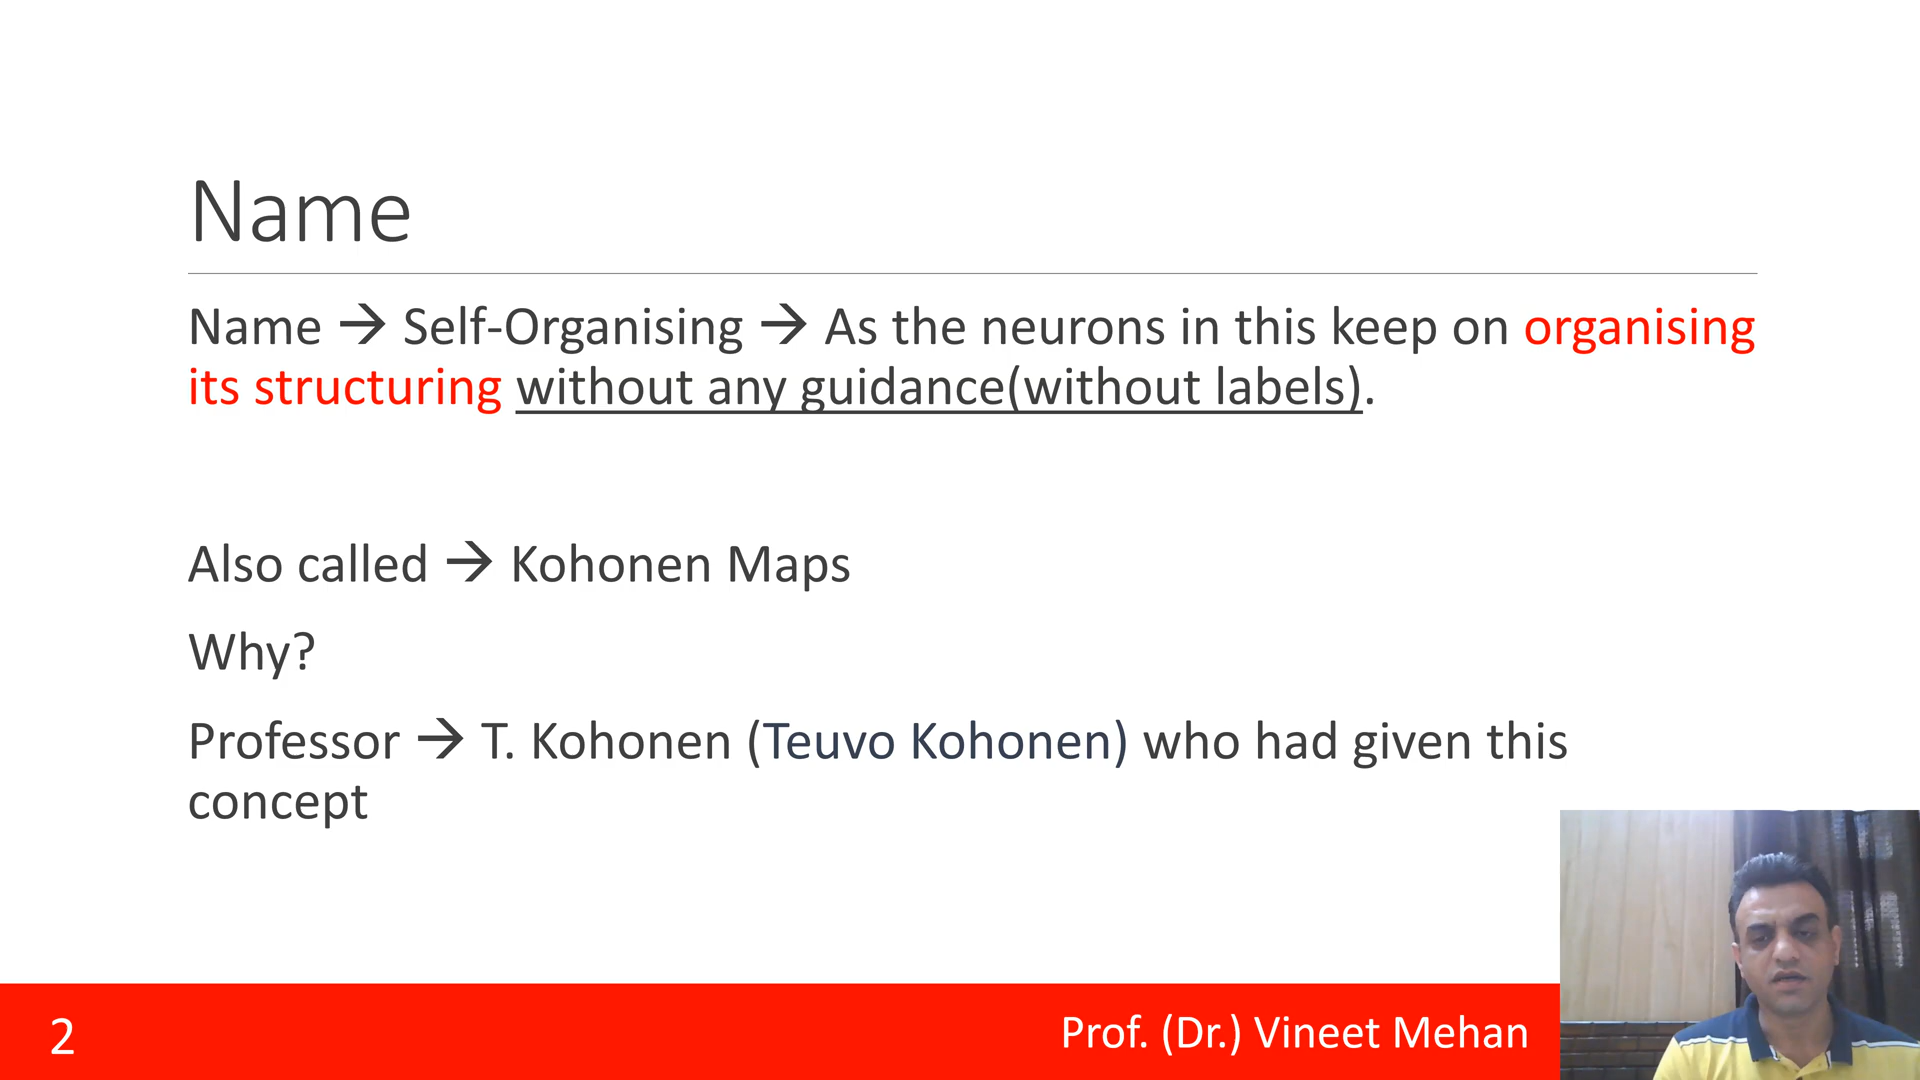 Name
Name → Self-Organising → As the neurons in this keep on organising
its structuring without any guidance(without labels).
Also called → Kohonen Maps
Why?
Professor → T. Kohonen (Teuvo Kohonen) who had given this
concept
2
Prof. (Dr.) Vineet Mehan